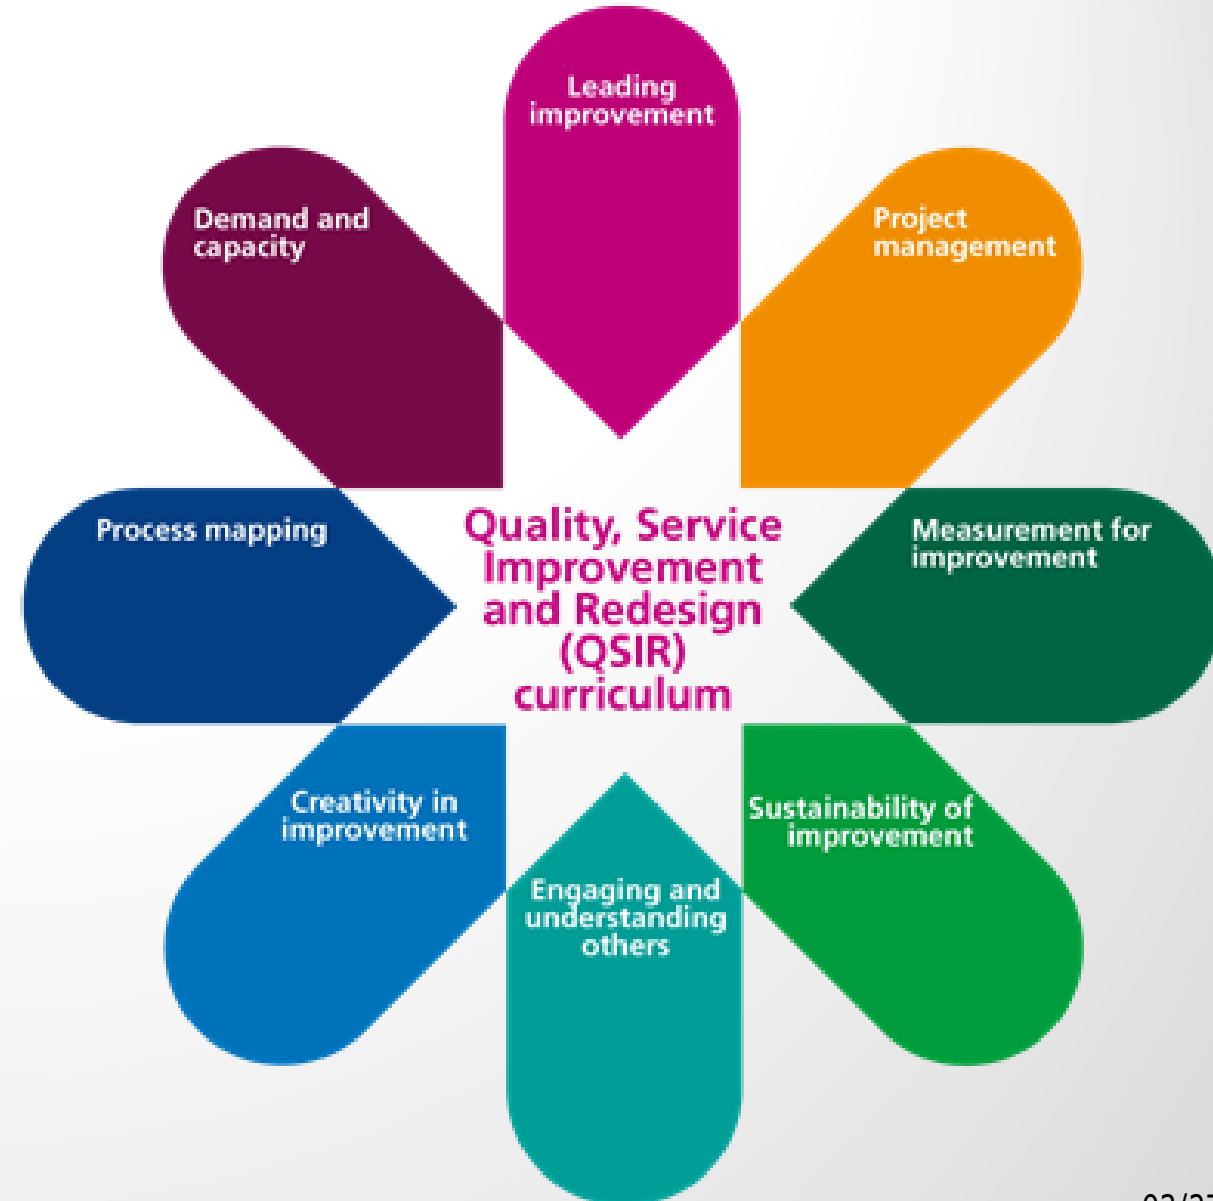 Leading
improvement
Project
management
Measurement for
improvement
Sustainability of
improvement
Engaging and
understanding
others
Creativity in
improvement
Process mapping
Demand and
capacity
Quality, Service
Improvement
and Redesign
(QSIR)
curriculum